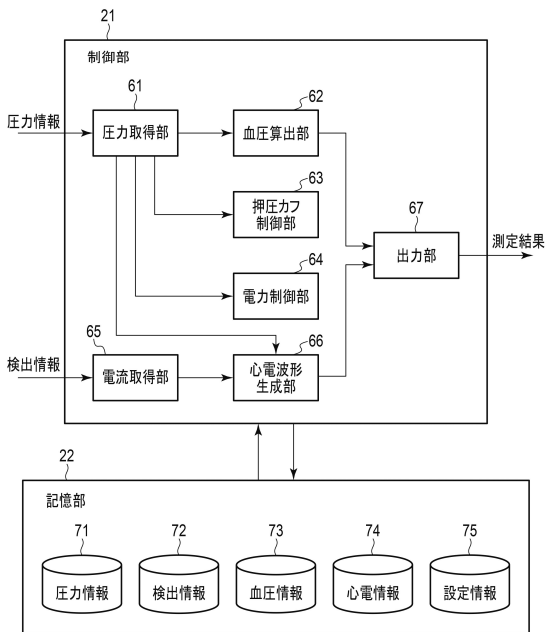 21
制御部
61
圧力情報
圧力取得部
62
血圧算出部
63
押圧カフ
制御部
67
出力部
測定結果
64
電力制御部
65
検出情報
電流取得部
66
心電波形
生成部
22
記憶部
71
圧力情報
72
検出情報
73
血圧情報
74
心電情報
75
設定情報